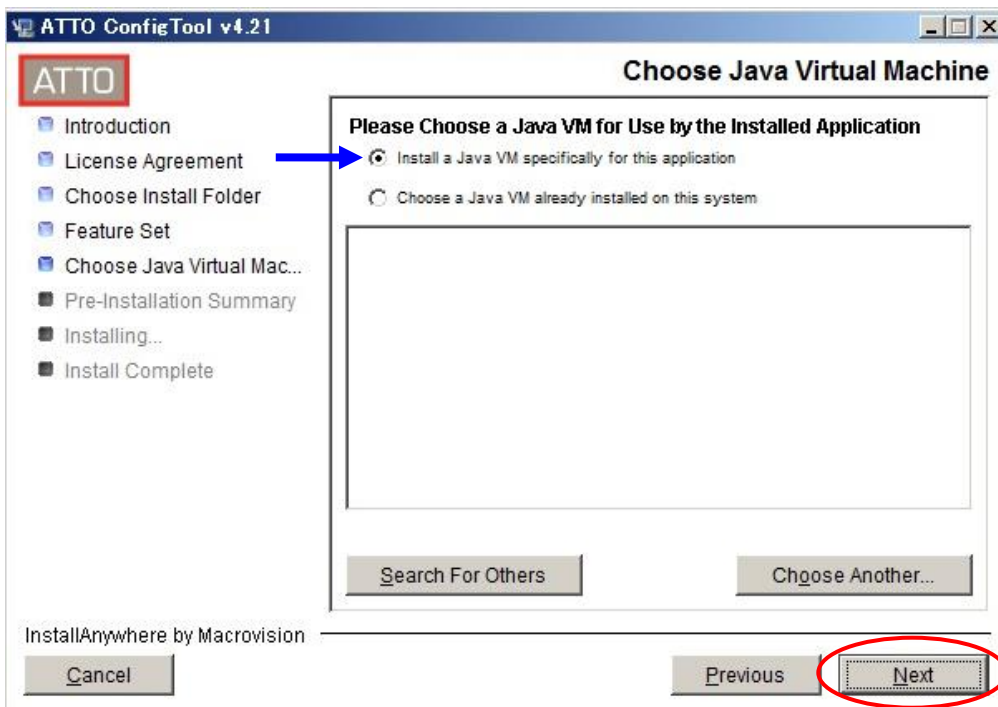 ATTO ConfigTool v4.21
ATTO
Choose Java Virtual Machine
Introduction
License Agreement
Choose Install Folder
Feature Set
Choose Java Virtual Mac...
Pre-Installation Summary
Installing...
Install Complete
Please Choose a Java VM for Use by the Installed Application
Install a Java VM specifically for this application
Choose a Java VM already installed on this system
Search For Others
Choose Another...
InstallAnywhere by Macrovision
Cancel
Previous
Next